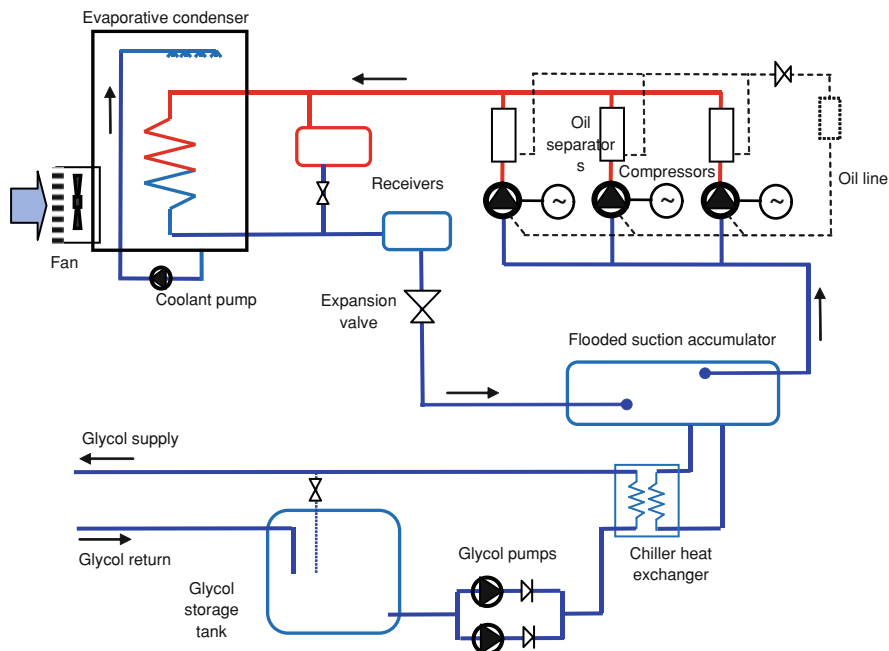 Evaporative condenser
Oil
separator
s
Compressors
Receivers
Oil line
Fan
Coolant pump
Expansion
valve
Flooded suction accumulator
Glycol supply
Glycol return
Glycol pumps
Chiller heat
exchanger
Glycol
storage
tank